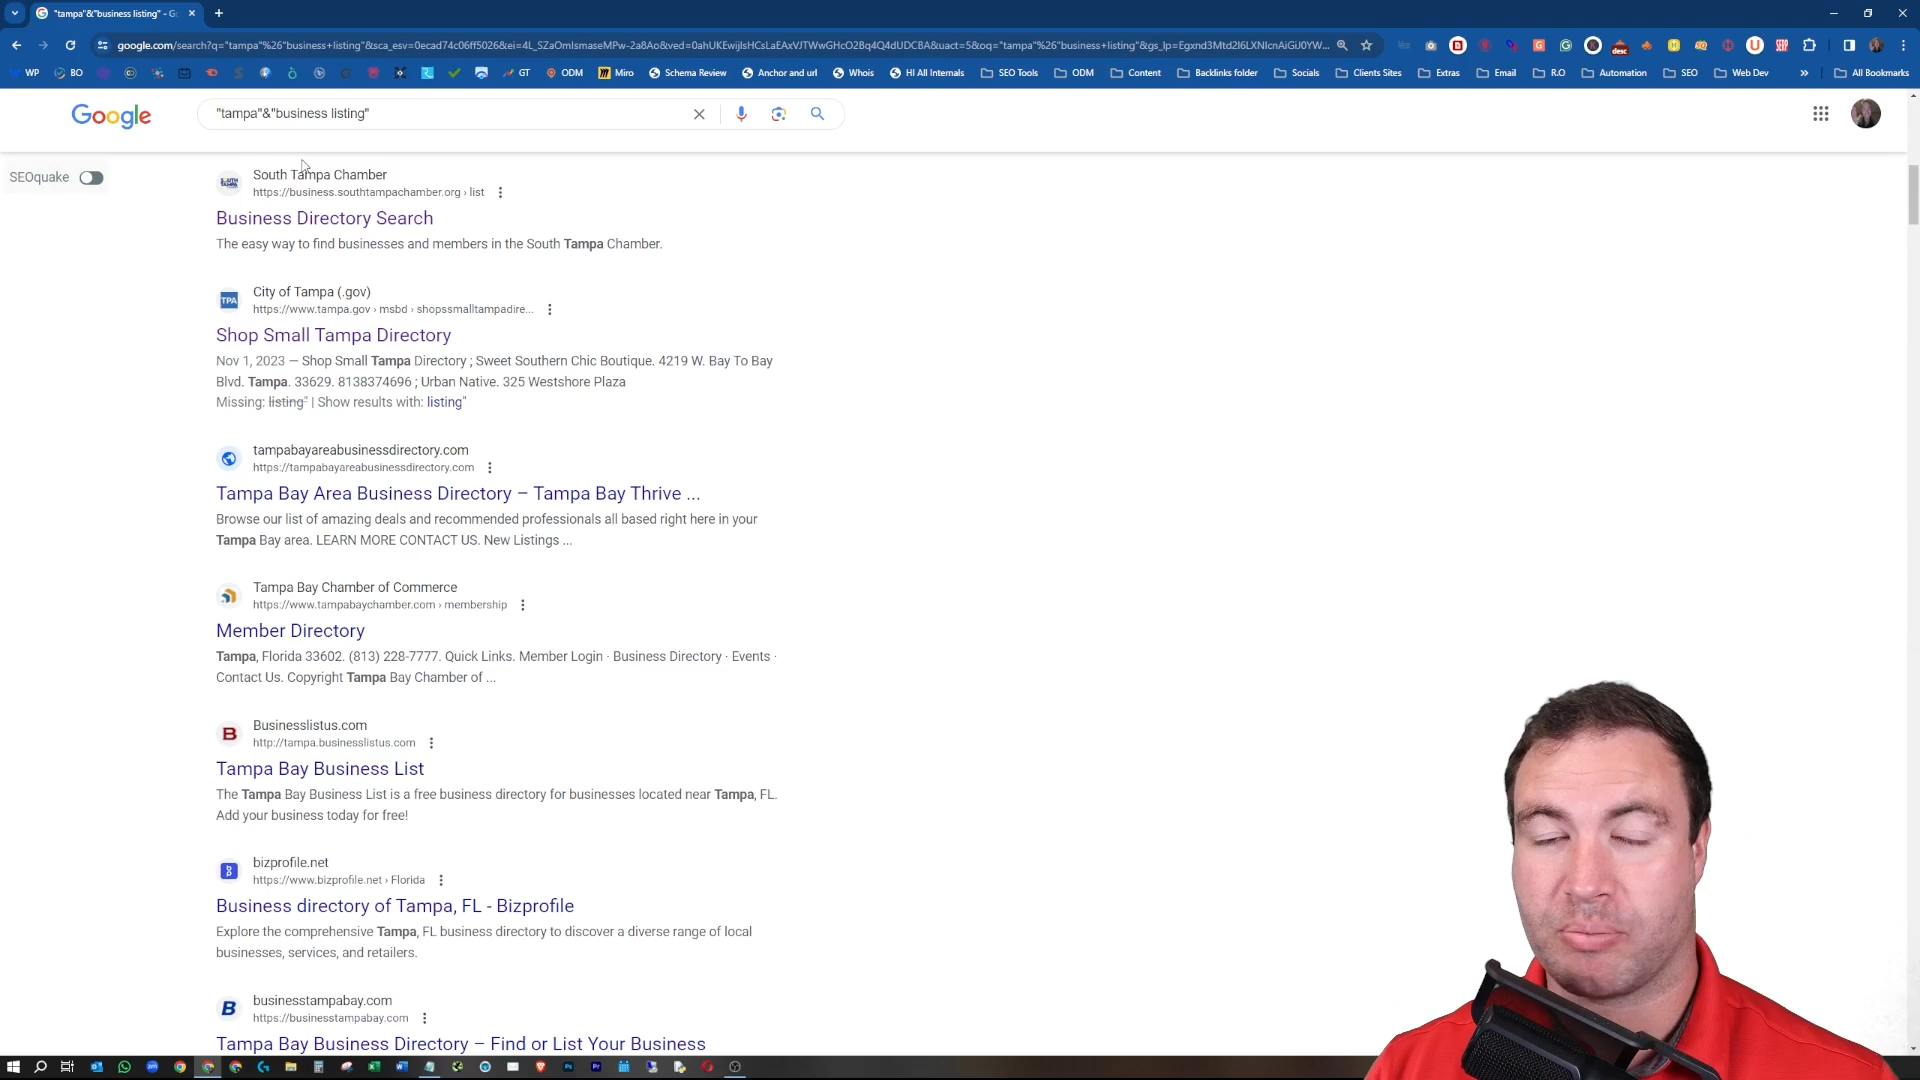 "tampa"&"business listing" - G
google.com/search?q="tampa"%26"business+listing"&sca_esv=0ecad74c06ff5026&ei=4L_SZaOmIsmaseMPw-2a8Ao&ved=0ahUKEwijlsHCsLaEAxVJTWwGHcO2Bq4Q4dUDCBA&uact=5&oq="tampa"%26"business+listing"&gs_lp=Egxnd3Mtd2l6LXNlcnAiGiJ0YW...
WP BO GT ODM Miro Schema Review Anchor and url Whois HI All Internals SEO Tools ODM Content Backlinks folder Socials Clients Sites Extras Email R.O Automation SEO Web Dev » All Bookmarks
Google "tampa"&"business listing"
SEOquake
South Tampa Chamber
https://business.southtampachamber.org › list
Business Directory Search
The easy way to find businesses and members in the South Tampa Chamber.
TPA
City of Tampa (.gov)
https://www.tampa.gov › msbd › shopsmalltampadire...
Shop Small Tampa Directory
Nov 1, 2023 — Shop Small Tampa Directory ; Sweet Southern Chic Boutique. 4219 W. Bay To Bay
Blvd. Tampa. 33629. 8138374696 ; Urban Native. 325 Westshore Plaza
Missing: listing" | Show results with: listing"
tampabayareabusinessdirectory.com
https://tampabayareabusinessdirectory.com
Tampa Bay Area Business Directory – Tampa Bay Thrive ...
Browse our list of amazing deals and recommended professionals all based right here in your
Tampa Bay area. LEARN MORE CONTACT US. New Listings ...
Tampa Bay Chamber of Commerce
https://www.tampabaychamber.com › membership
Member Directory
Tampa, Florida 33602. (813) 228-7777. Quick Links. Member Login · Business Directory · Events ·
Contact Us. Copyright Tampa Bay Chamber of ...
B
Businesslistus.com
http://tampa.businesslistus.com
Tampa Bay Business List
The Tampa Bay Business List is a free business directory for businesses located near Tampa, FL.
Add your business today for free!
bizprofile.net
https://www.bizprofile.net › Florida
Business directory of Tampa, FL - Bizprofile
Explore the comprehensive Tampa, FL business directory to discover a diverse range of local
businesses, services, and retailers.
B
businesstampabay.com
https://businesstampabay.com
Tampa Bay Business Directory – Find or List Your Business